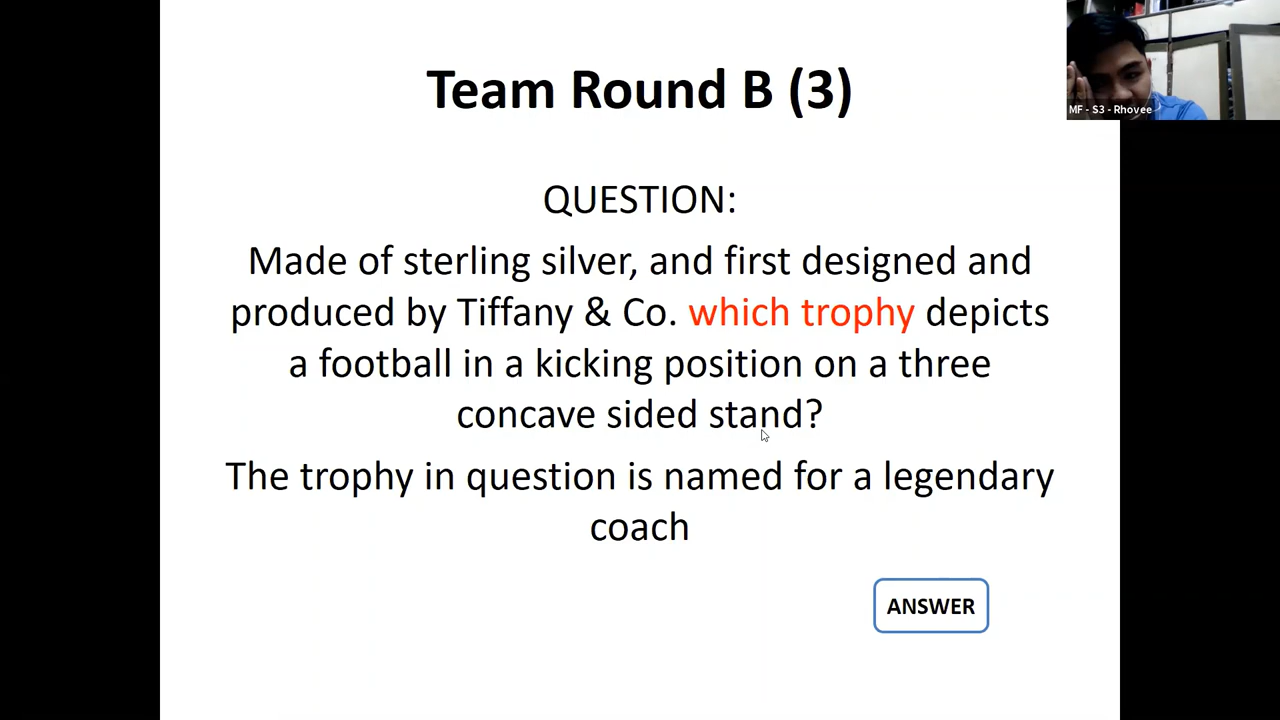 Team Round B (3)
MF - S3 - Rhovee
QUESTION:
Made of sterling silver, and first designed and
produced by Tiffany & Co. which trophy depicts
a football in a kicking position on a three
concave sided stand?
The trophy in question is named for a legendary
coach
ANSWER